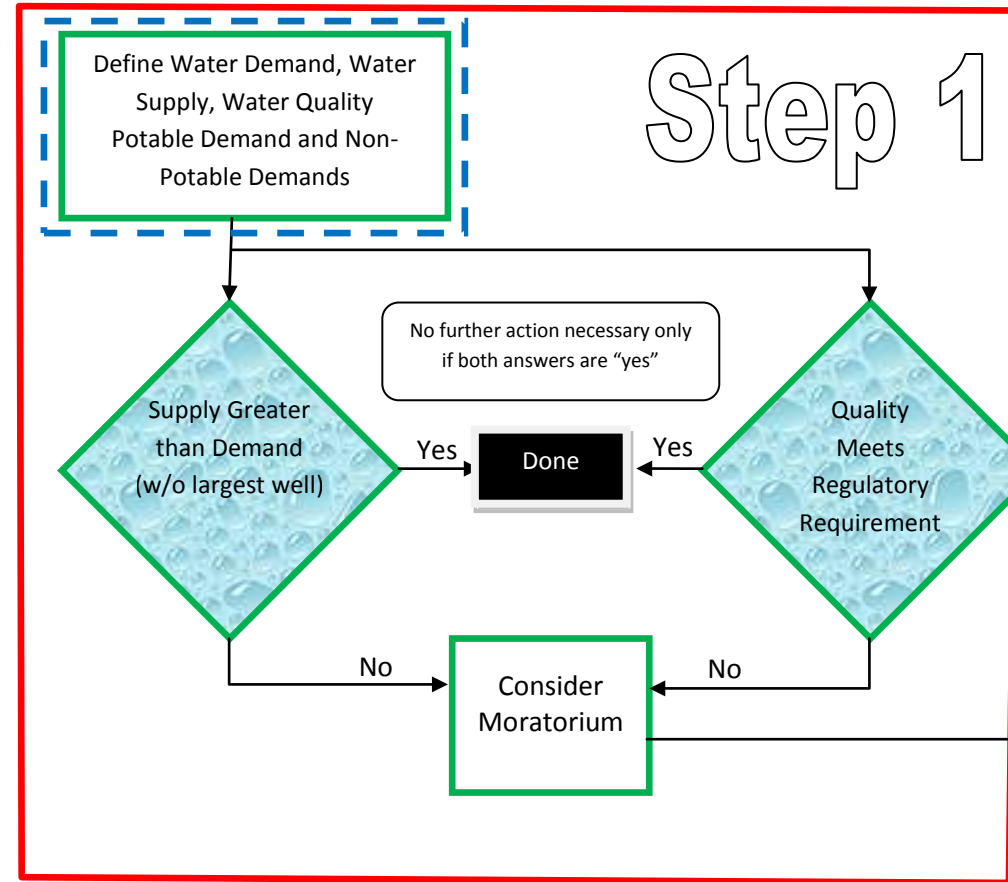 Define Water Demand, Water
Supply, Water Quality
Potable Demand and Non-
Potable Demands
Step 1
No further action necessary only
if both answers are “yes”
Supply Greater
than Demand
(w/o largest well)
Yes
Done
Yes
Quality
Meets
Regulatory
Requirement
No
Consider
Moratorium
No